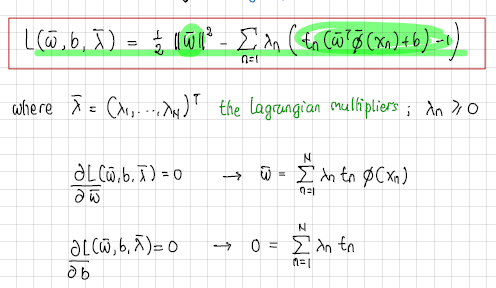 L(w̄, b, λ̄) = 1/2 ||w̄||² − Σ_{n=1} λn (tn (w̄ᵀ φ̄(xn) + b) − 1)
where λ̄ = (λ1, ..., λN)ᵀ the Lagrangian multipliers ; λn ⩾ 0
∂L/∂w̄ (w̄, b, λ̄) = 0 → w̄ = Σ_{n=1}^{N} λn tn φ(xn)
∂L/∂b (w̄, b, λ̄) = 0 → 0 = Σ_{n=1}^{N} λn tn